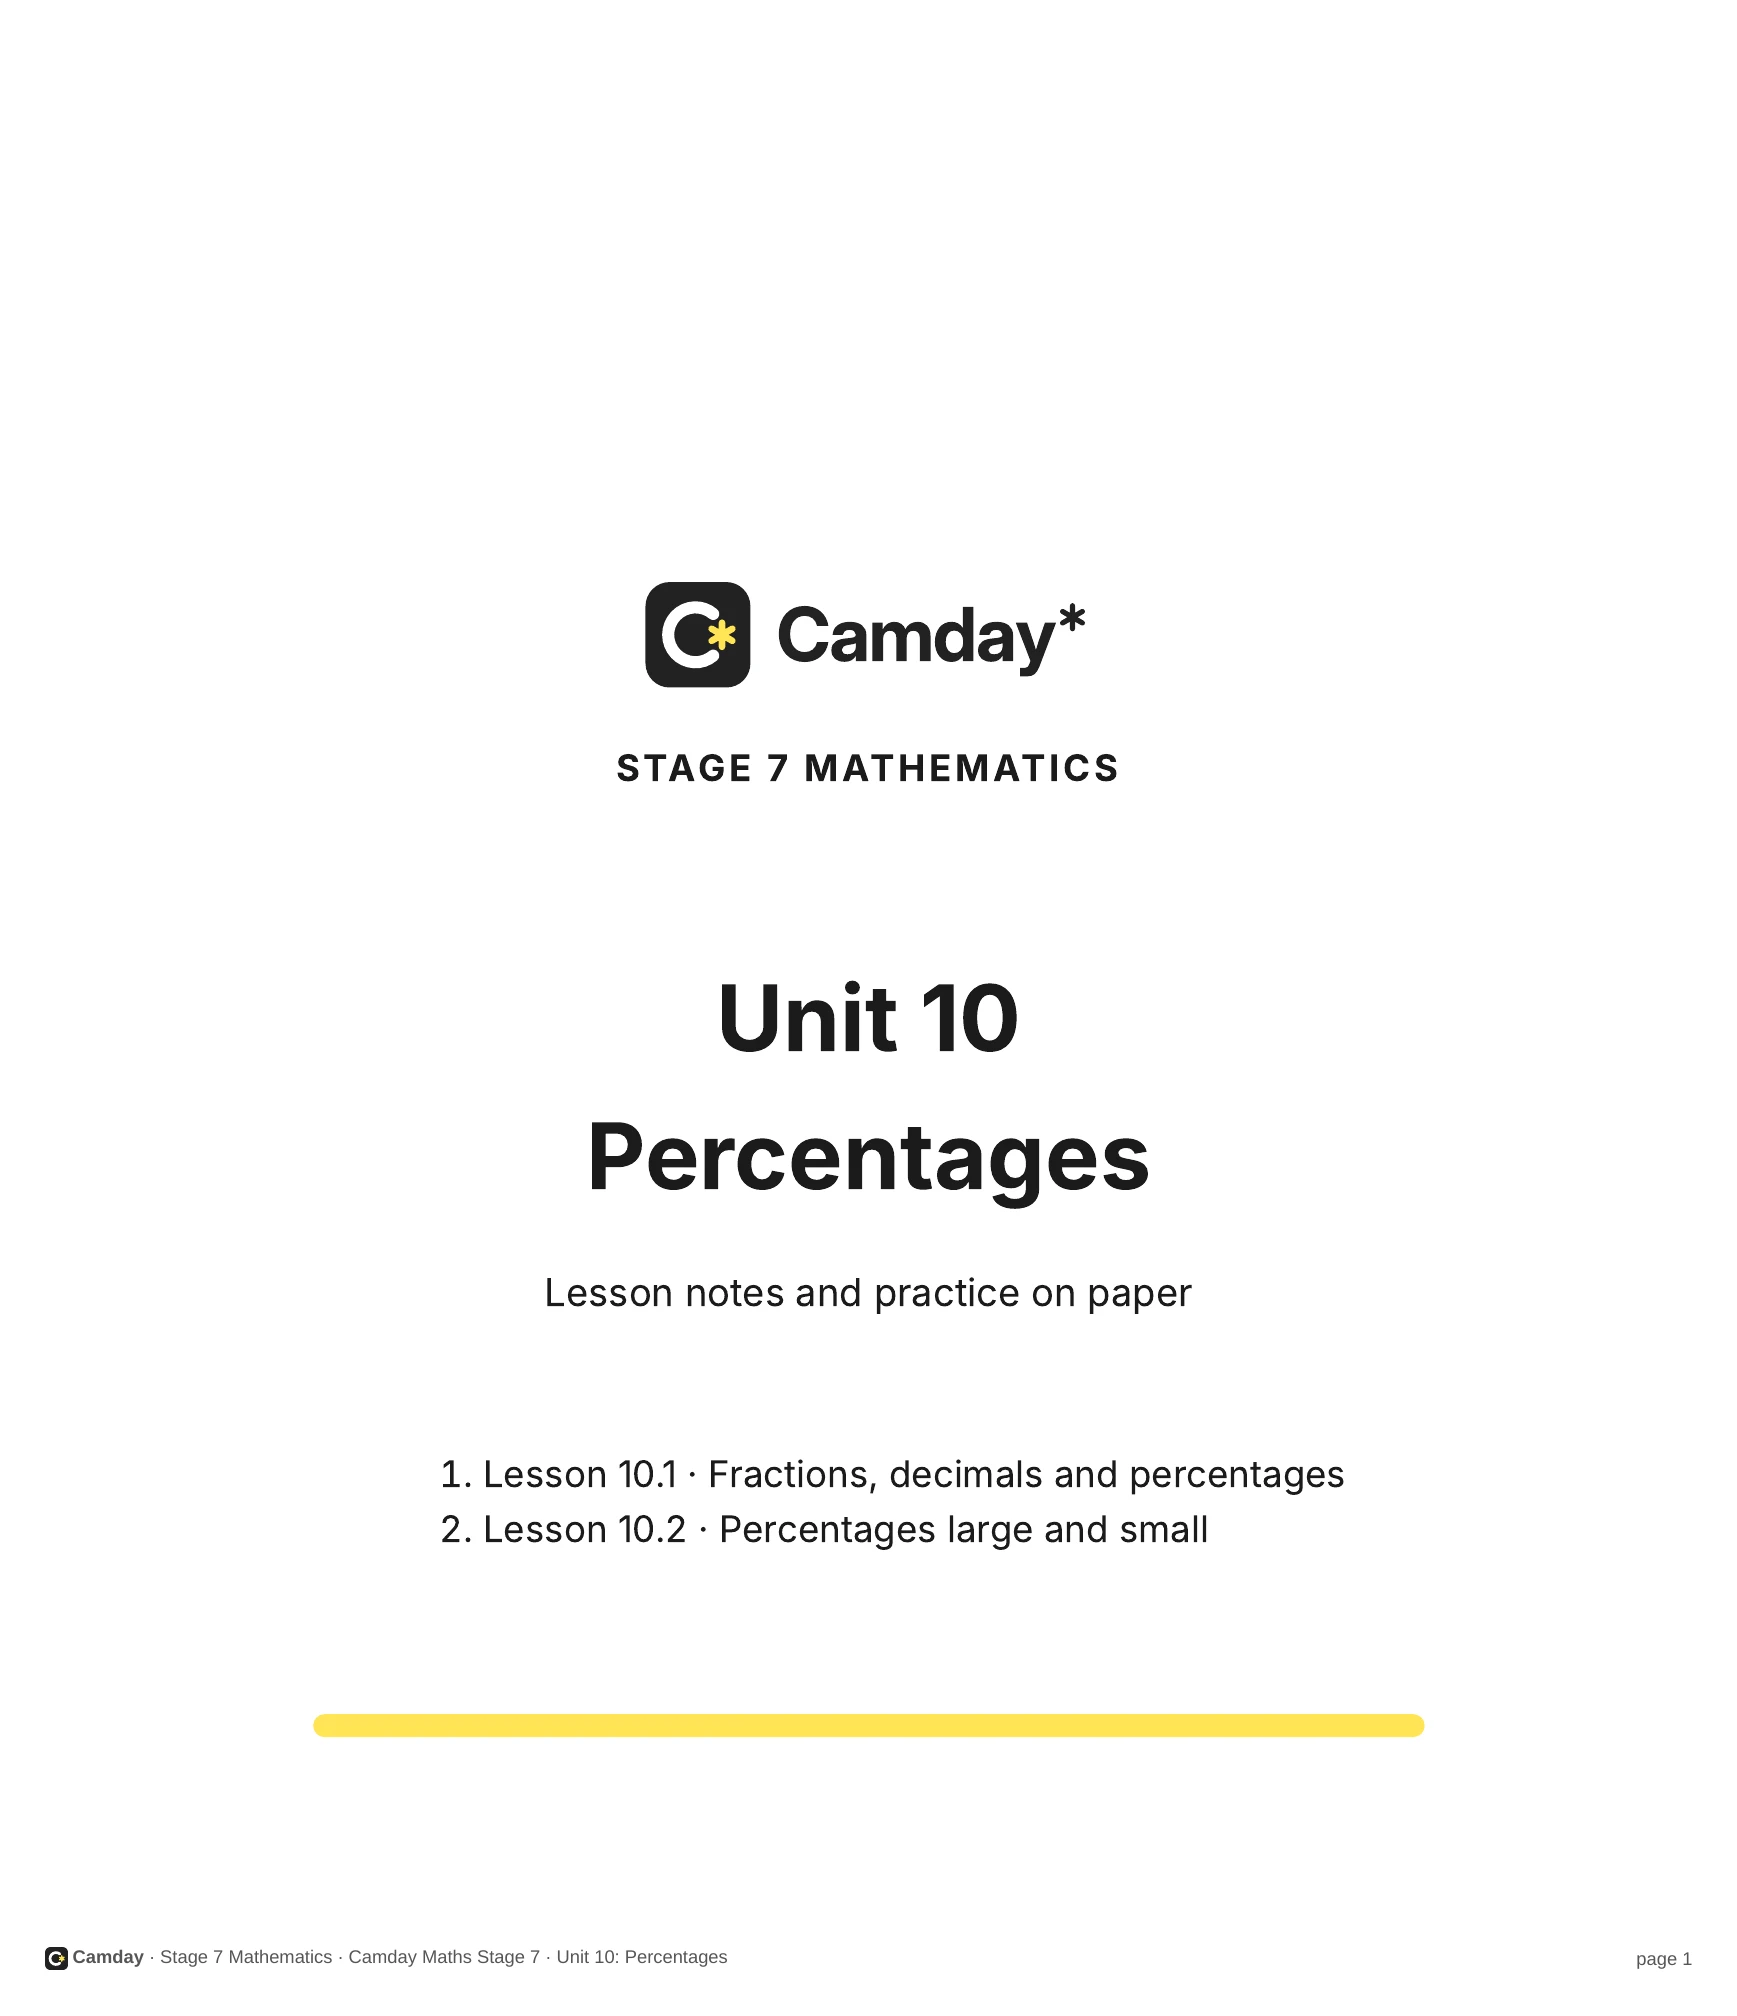 Camday*
STAGE 7 MATHEMATICS
Unit 10
Percentages
Lesson notes and practice on paper
1. Lesson 10.1 · Fractions, decimals and percentages
2. Lesson 10.2 · Percentages large and small
Camday · Stage 7 Mathematics · Camday Maths Stage 7 · Unit 10: Percentages
page 1